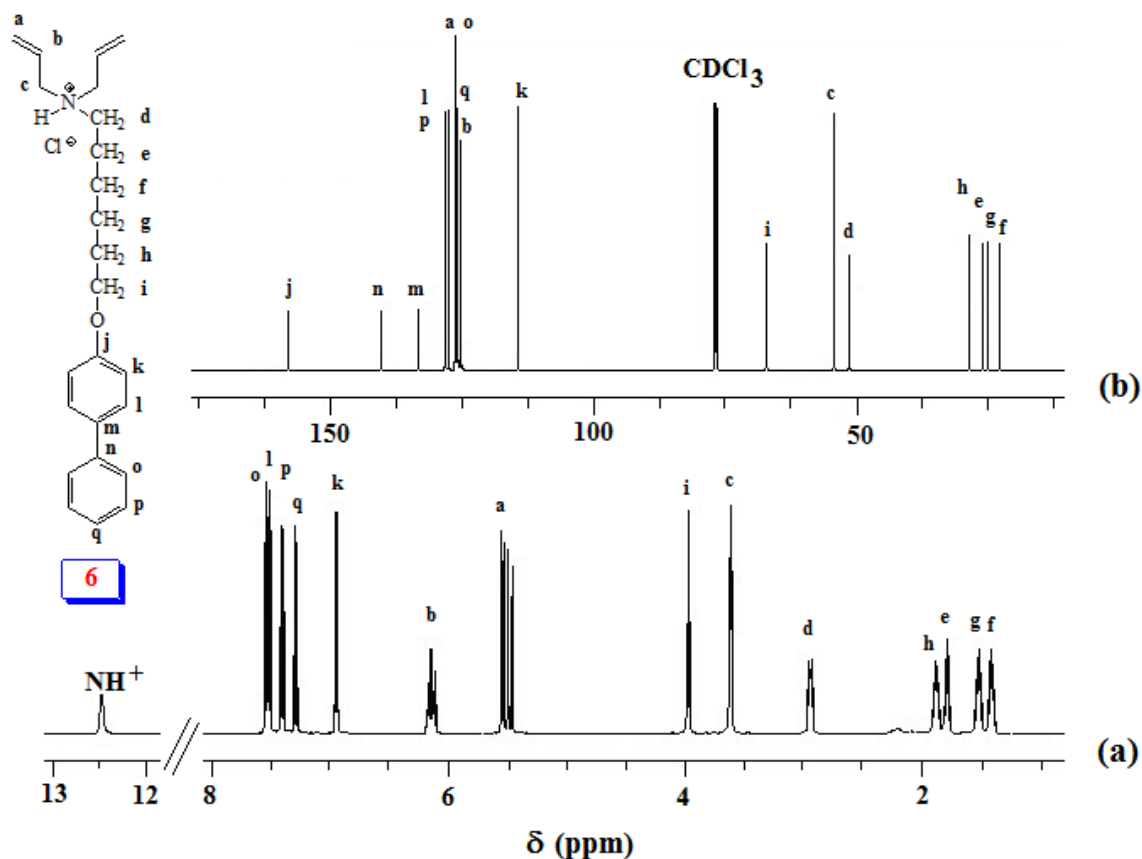 a
b
c
H
N
⊕
Cl
⊖
CH2 d
CH2 e
CH2 f
CH2 g
CH2 h
CH2 i
O
j
k
l
m
n
o
p
q
6
a o
l q k
p b
CDCl3
c
i
d
h e g f
j n m
150 100 50
(b)
o l p q k
b
a
i
c
d
h e g f
NH+
13 12 8 6 4 2
(a)
δ (ppm)